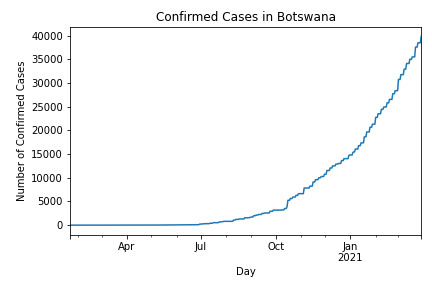 Confirmed Cases in Botswana
Number of Confirmed Cases
40000
35000
30000
25000
20000
15000
10000
5000
0
Apr
Jul
Oct
Jan
2021
Day